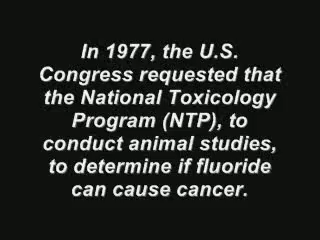 In 1977, the U.S.
Congress requested that
the National Toxicology
Program (NTP), to
conduct animal studies,
to determine if fluoride
can cause cancer.